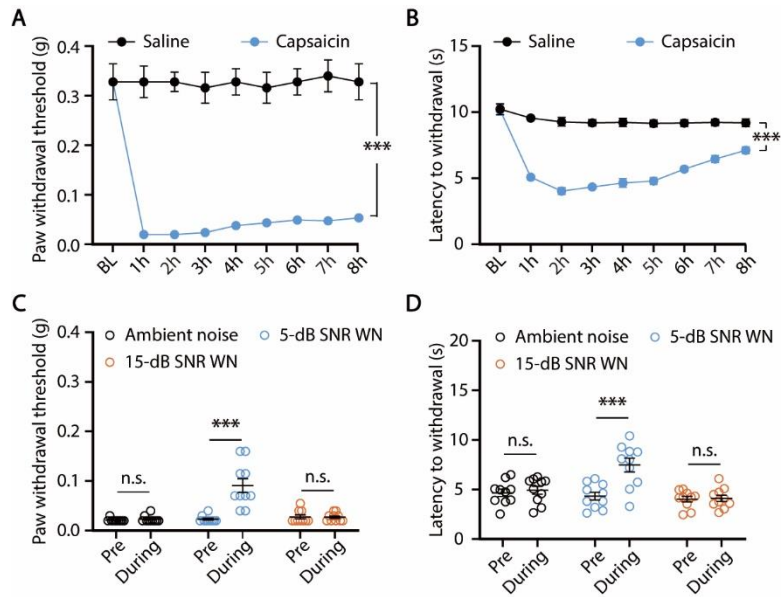 A
Saline
Capsaicin
Paw withdrawal threshold (g)
0.4
0.3
0.2
0.1
0.0
***
BL 1h 2h 3h 4h 5h 6h 7h 8h
B
Saline
Capsaicin
Latency to withdrawal (s)
15
10
5
0
***
BL 1h 2h 3h 4h 5h 6h 7h 8h
C
Ambient noise
5-dB SNR WN
15-dB SNR WN
Paw withdrawal threshold (g)
0.4
0.3
0.2
0.1
0.0
n.s.
***
n.s.
Pre During Pre During Pre During
D
Ambient noise
5-dB SNR WN
15-dB SNR WN
Latency to withdrawal (s)
20
15
10
5
0
n.s.
***
n.s.
Pre During Pre During Pre During